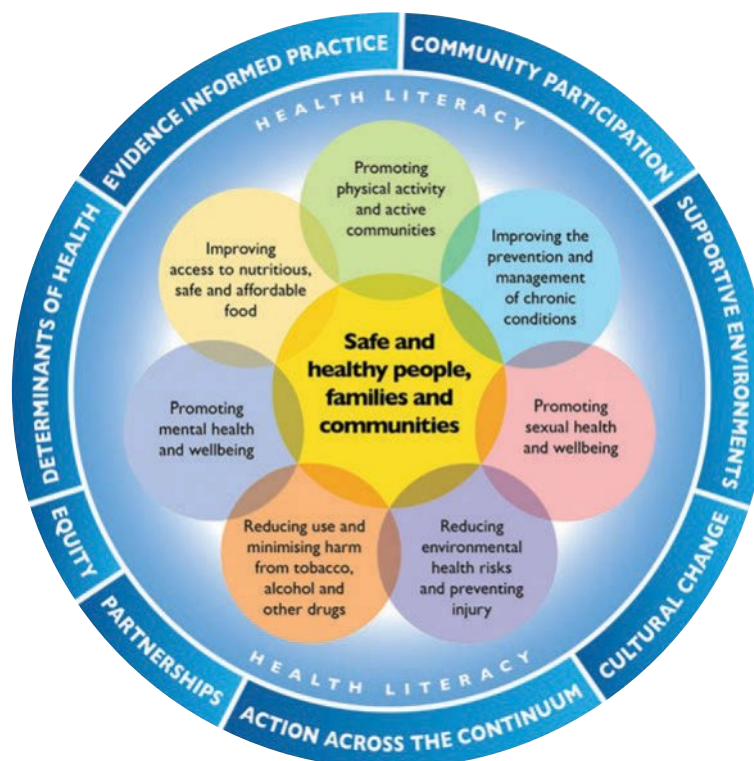 EVIDENCE INFORMED PRACTICE
COMMUNITY PARTICIPATION
SUPPORTIVE ENVIRONMENTS
CULTURAL CHANGE
ACTION ACROSS THE CONTINUUM
PARTNERSHIPS
EQUITY
DETERMINANTS OF HEALTH
HEALTH LITERACY
Promoting
physical activity
and active
communities
Improving the
prevention and
management
of chronic
conditions
Promoting
sexual health
and wellbeing
Reducing
environmental
health risks
and preventing
injury
Reducing use and
minimising harm
from tobacco,
alcohol and
other drugs
Promoting
mental health
and wellbeing
Improving
access to nutritious,
safe and affordable
food
Safe and
healthy people,
families and
communities
HEALTH LITERACY